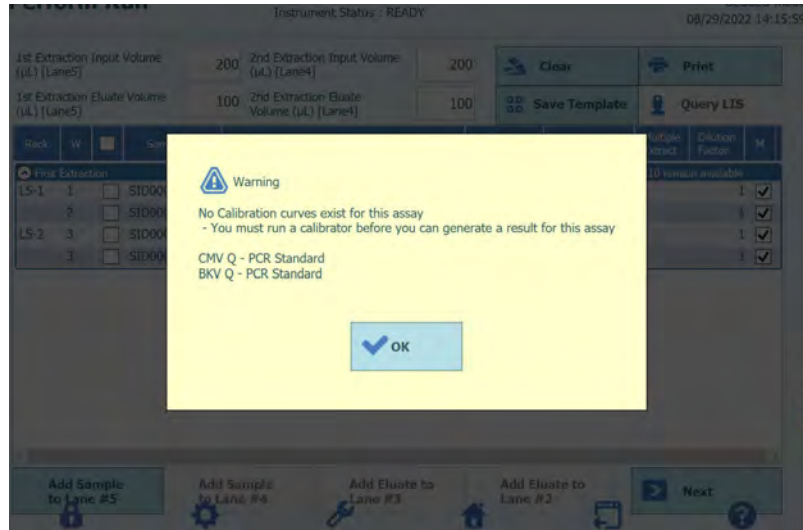 Perform Run
Instrument Status : READY
08/29/2022 14:15:59
1st Extraction Input Volume
(µL) [Lane5]
200
2nd Extraction Input Volume
(µL) [Lane4]
200
Clear
Print
1st Extraction Eluate Volume
(µL) [Lane5]
100
2nd Extraction Eluate
Volume (µL) [Lane4]
100
Save Template
Query LIS
Rack
W
Multiple
Extract
Dilution
Factor
M
First Extraction
LS-1 1 1
2 1
LS-2 3 1
3 1
Warning
No Calibration curves exist for this assay
- You must run a calibrator before you can generate a result for this assay
CMV Q - PCR Standard
BKV Q - PCR Standard
OK
Add Sample
to Lane #5
Add Sample
to Lane #4
Add Eluate to
Lane #3
Add Eluate to
Lane #2
Next